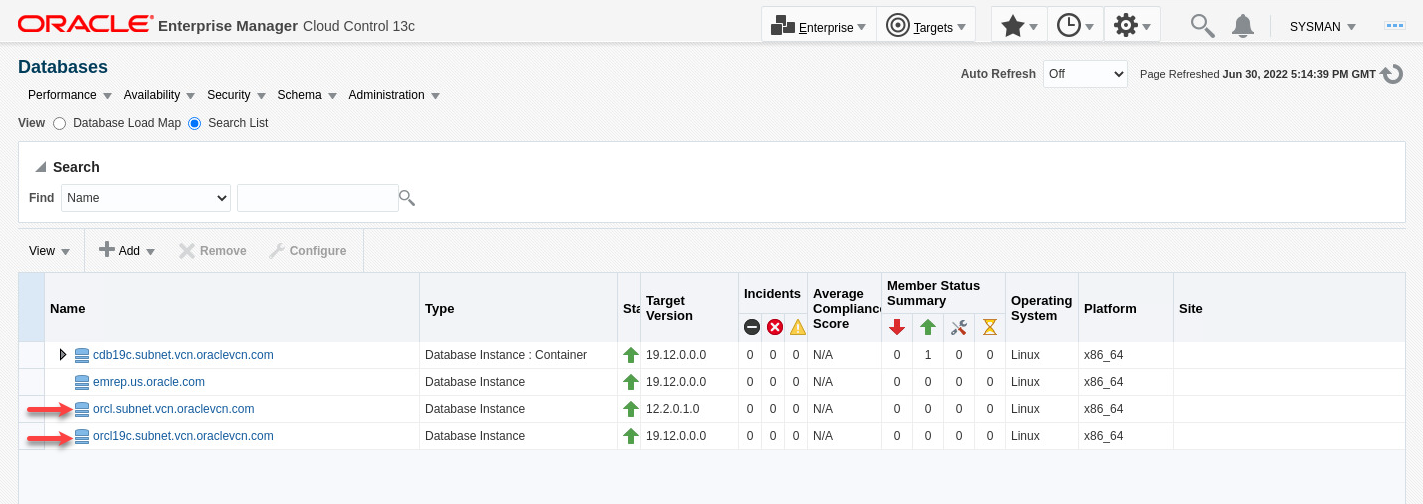 ORACLE Enterprise Manager Cloud Control 13c
Enterprise Targets SYSMAN
Databases
Auto Refresh Off Page Refreshed Jun 30, 2022 5:14:39 PM GMT
Performance Availability Security Schema Administration
View Database Load Map Search List
Search
Find Name
View Add Remove Configure
Name Type Sta Target Version Incidents Average Compliance Score Member Status Summary Operating System Platform Site
cdb19c.subnet.vcn.oraclevcn.com Database Instance : Container 19.12.0.0.0 0 0 0 N/A 0 1 0 0 Linux x86_64
emrep.us.oracle.com Database Instance 19.12.0.0.0 0 0 0 N/A 0 0 0 0 Linux x86_64
orcl.subnet.vcn.oraclevcn.com Database Instance 12.2.0.1.0 0 0 0 N/A 0 0 0 0 Linux x86_64
orcl19c.subnet.vcn.oraclevcn.com Database Instance 19.12.0.0.0 0 0 0 N/A 0 0 0 0 Linux x86_64